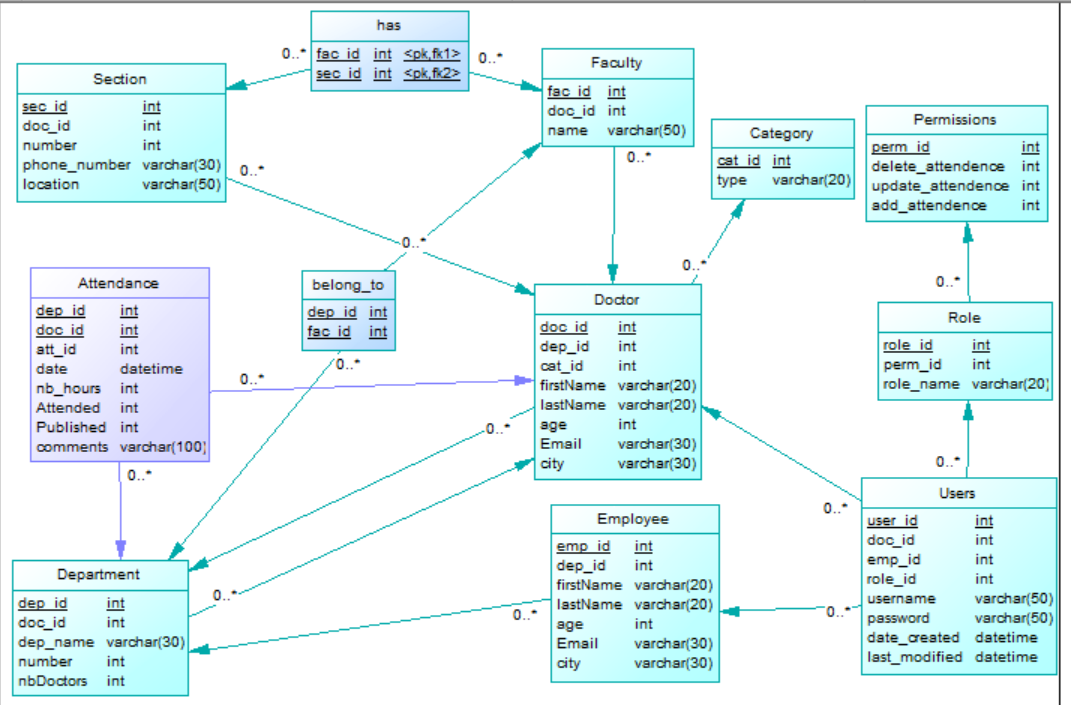 has
fac_id int <pk,fk1>
sec_id int <pk,fk2>
0..*
0..*
Section
sec_id int
doc_id int
number int
phone_number varchar(30)
location varchar(50)
0..*
Faculty
fac_id int
doc_id int
name varchar(50)
0..*
Category
cat_id int
type varchar(20)
0..*
Permissions
perm_id int
delete_attendence int
update_attendence int
add_attendence int
0..*
Role
role_id int
perm_id int
role_name varchar(20)
0..*
0..*
belong_to
dep_id int
fac_id int
0..*
Attendance
dep_id int
doc_id int
att_id int
date datetime
nb_hours int
Attended int
Published int
comments varchar(100)
0..*
0..*
Doctor
doc_id int
dep_id int
cat_id int
firstName varchar(20)
lastName varchar(20)
age int
Email varchar(30)
city varchar(30)
0..*
Users
user_id int
doc_id int
emp_id int
role_id int
username varchar(50)
password varchar(50)
date_created datetime
last_modified datetime
0..*
0..*
Employee
emp_id int
dep_id int
firstName varchar(20)
lastName varchar(20)
age int
Email varchar(30)
city varchar(30)
0..*
Department
dep_id int
doc_id int
dep_name varchar(30)
number int
nbDoctors int
0..*